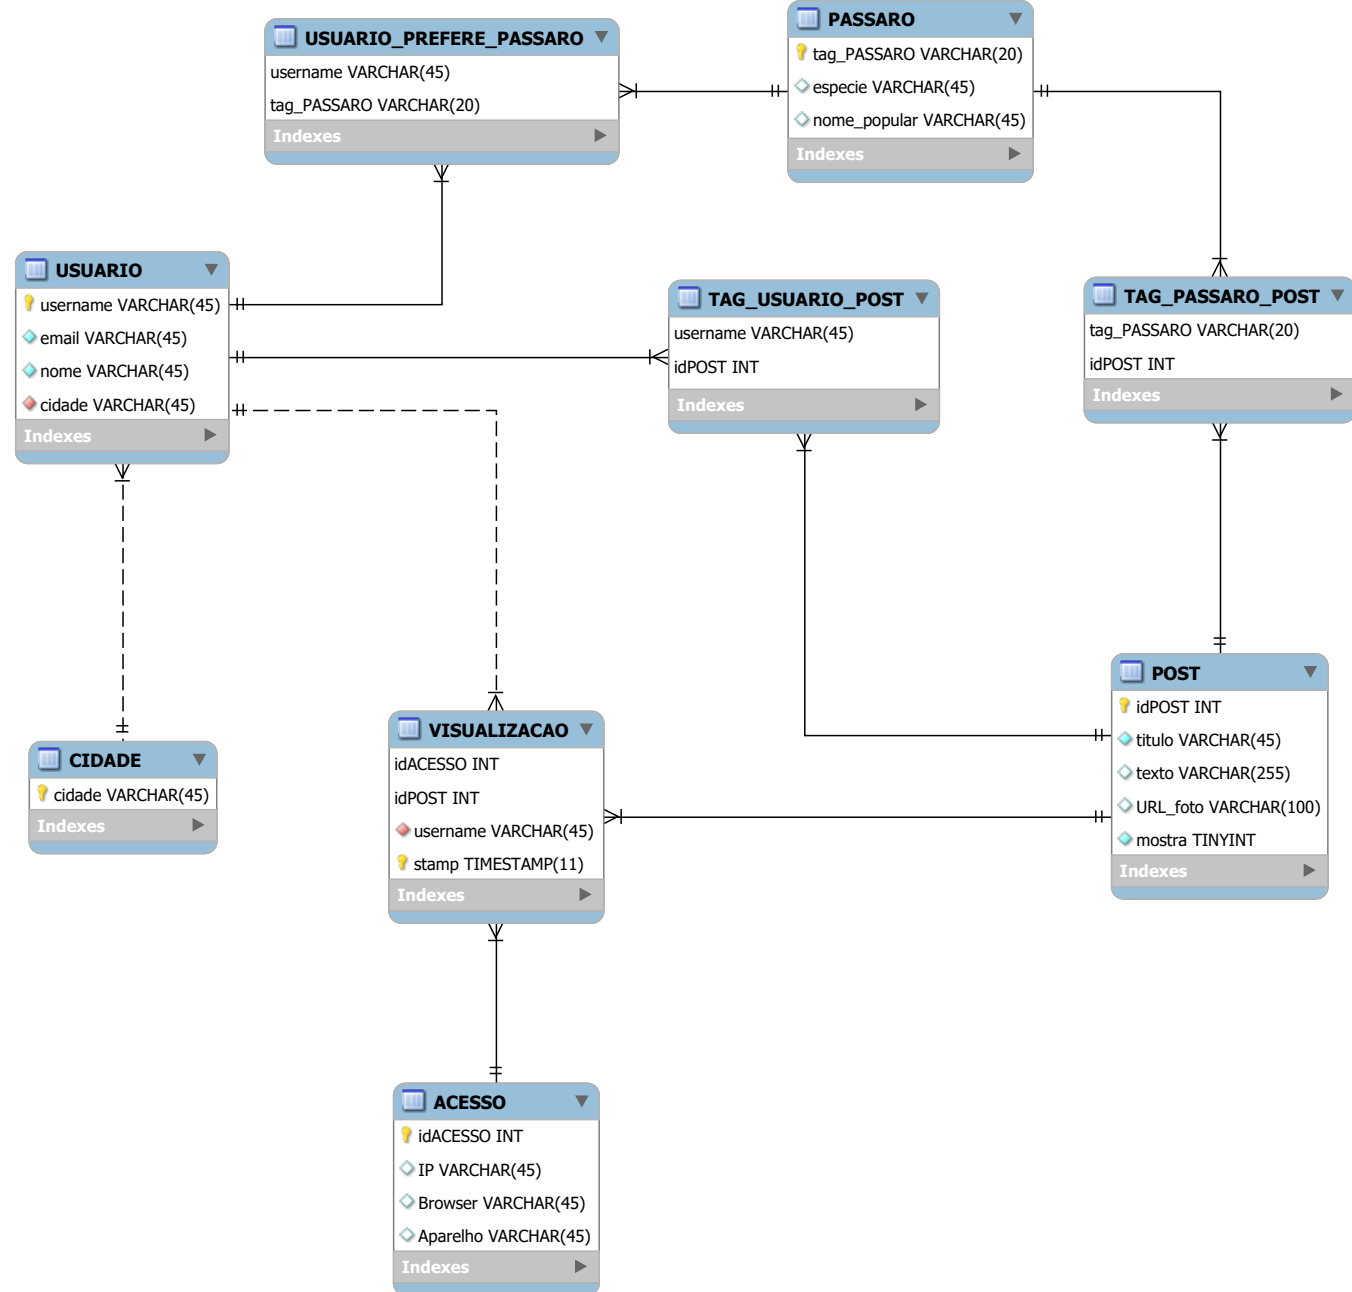 USUARIO_PREFERE_PASSARO
username VARCHAR(45)
tag_PASSARO VARCHAR(20)
Indexes
PASSARO
tag_PASSARO VARCHAR(20)
especie VARCHAR(45)
nome_popular VARCHAR(45)
Indexes
USUARIO
username VARCHAR(45)
email VARCHAR(45)
nome VARCHAR(45)
cidade VARCHAR(45)
Indexes
TAG_USUARIO_POST
username VARCHAR(45)
idPOST INT
Indexes
TAG_PASSARO_POST
tag_PASSARO VARCHAR(20)
idPOST INT
Indexes
CIDADE
cidade VARCHAR(45)
Indexes
VISUALIZACAO
idACESSO INT
idPOST INT
username VARCHAR(45)
stamp TIMESTAMP(11)
Indexes
POST
idPOST INT
titulo VARCHAR(45)
texto VARCHAR(255)
URL_foto VARCHAR(100)
mostra TINYINT
Indexes
ACESSO
idACESSO INT
IP VARCHAR(45)
Browser VARCHAR(45)
Aparelho VARCHAR(45)
Indexes